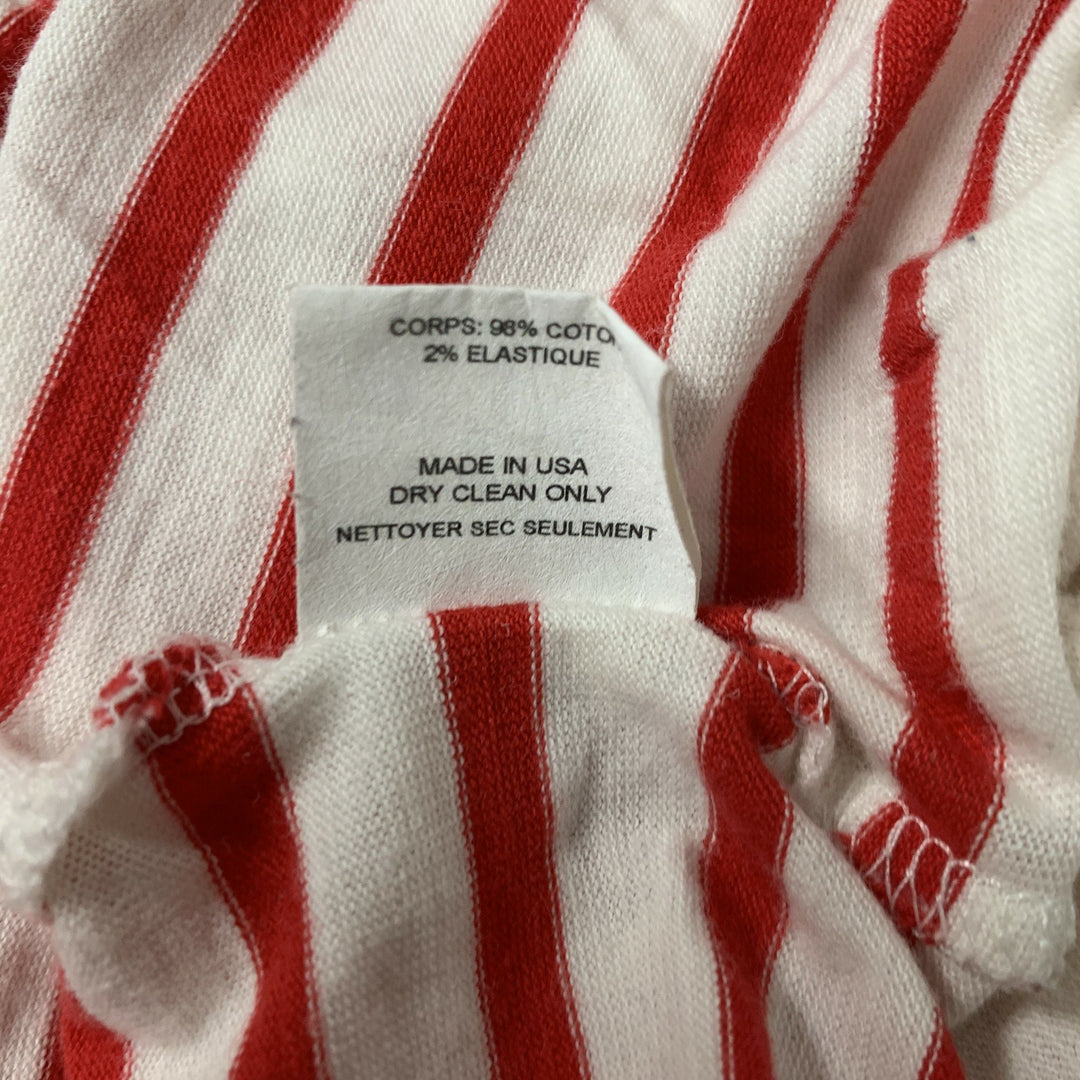 CORPS: 98% COTO
2% ELASTIQUE
MADE IN USA
DRY CLEAN ONLY
NETTOYER SEC SEULEMENT